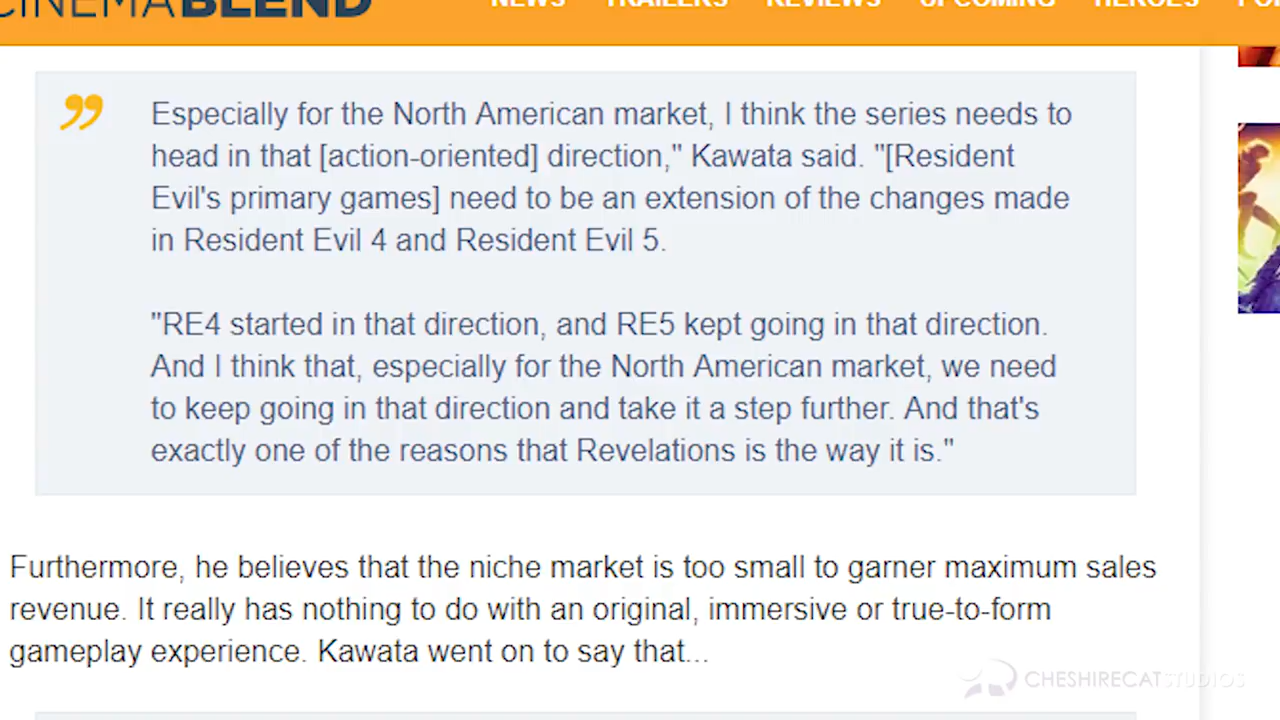 CINEMABLEND
NEWS TRAILERS REVIEWS UPCOMING HEROES
Especially for the North American market, I think the series needs to
head in that [action-oriented] direction," Kawata said. "[Resident
Evil's primary games] need to be an extension of the changes made
in Resident Evil 4 and Resident Evil 5.
"RE4 started in that direction, and RE5 kept going in that direction.
And I think that, especially for the North American market, we need
to keep going in that direction and take it a step further. And that's
exactly one of the reasons that Revelations is the way it is."
Furthermore, he believes that the niche market is too small to garner maximum sales
revenue. It really has nothing to do with an original, immersive or true-to-form
gameplay experience. Kawata went on to say that...
CHESHIRECATSTUDIOS